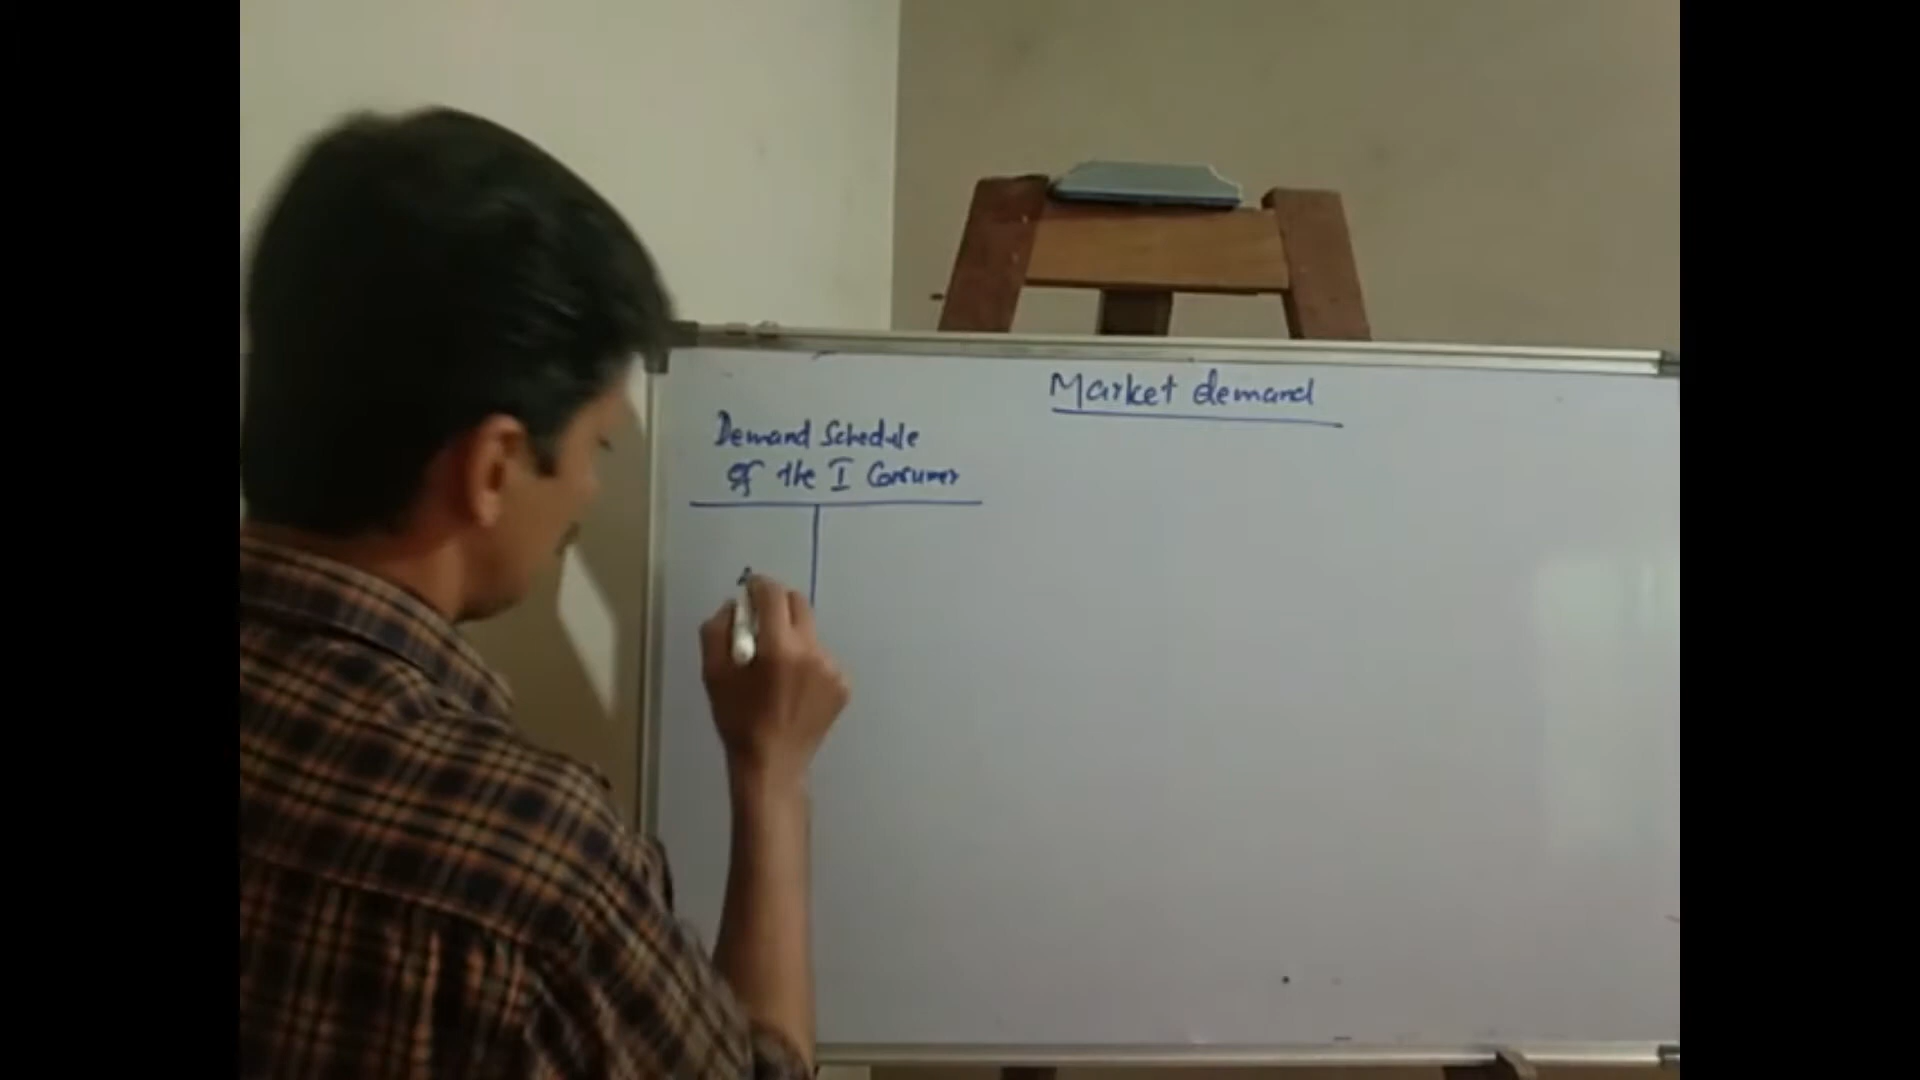 Market demand
Demand Schedule
of the I Consumer